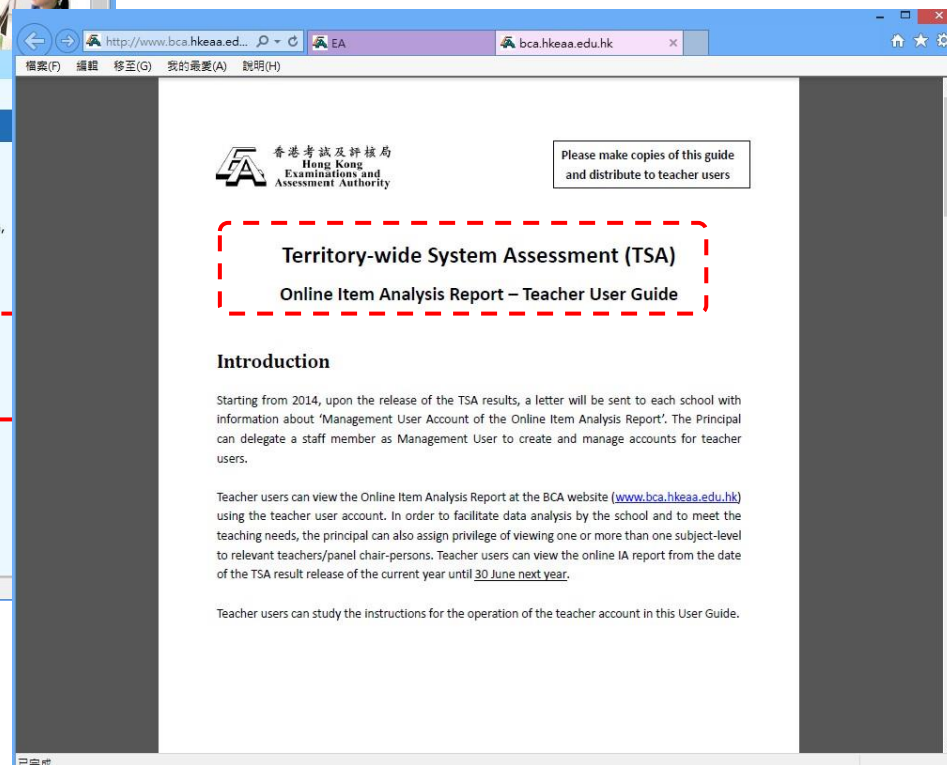 http://www.bca.hkeaa.ed...
EA
bca.hkeaa.edu.hk
檔案(F) 編輯 移至(G) 我的最愛(A) 說明(H)
香港考試及評核局
Hong Kong
Examinations and
Assessment Authority
Please make copies of this guide
and distribute to teacher users
Territory-wide System Assessment (TSA)
Online Item Analysis Report – Teacher User Guide
Introduction
Starting from 2014, upon the release of the TSA results, a letter will be sent to each school with
information about ‘Management User Account of the Online Item Analysis Report’. The Principal
can delegate a staff member as Management User to create and manage accounts for teacher
users.
Teacher users can view the Online Item Analysis Report at the BCA website (www.bca.hkeaa.edu.hk)
using the teacher user account. In order to facilitate data analysis by the school and to meet the
teaching needs, the principal can also assign privilege of viewing one or more than one subject-level
to relevant teachers/panel chair-persons. Teacher users can view the online IA report from the date
of the TSA result release of the current year until 30 June next year.
Teacher users can study the instructions for the operation of the teacher account in this User Guide.
已完成